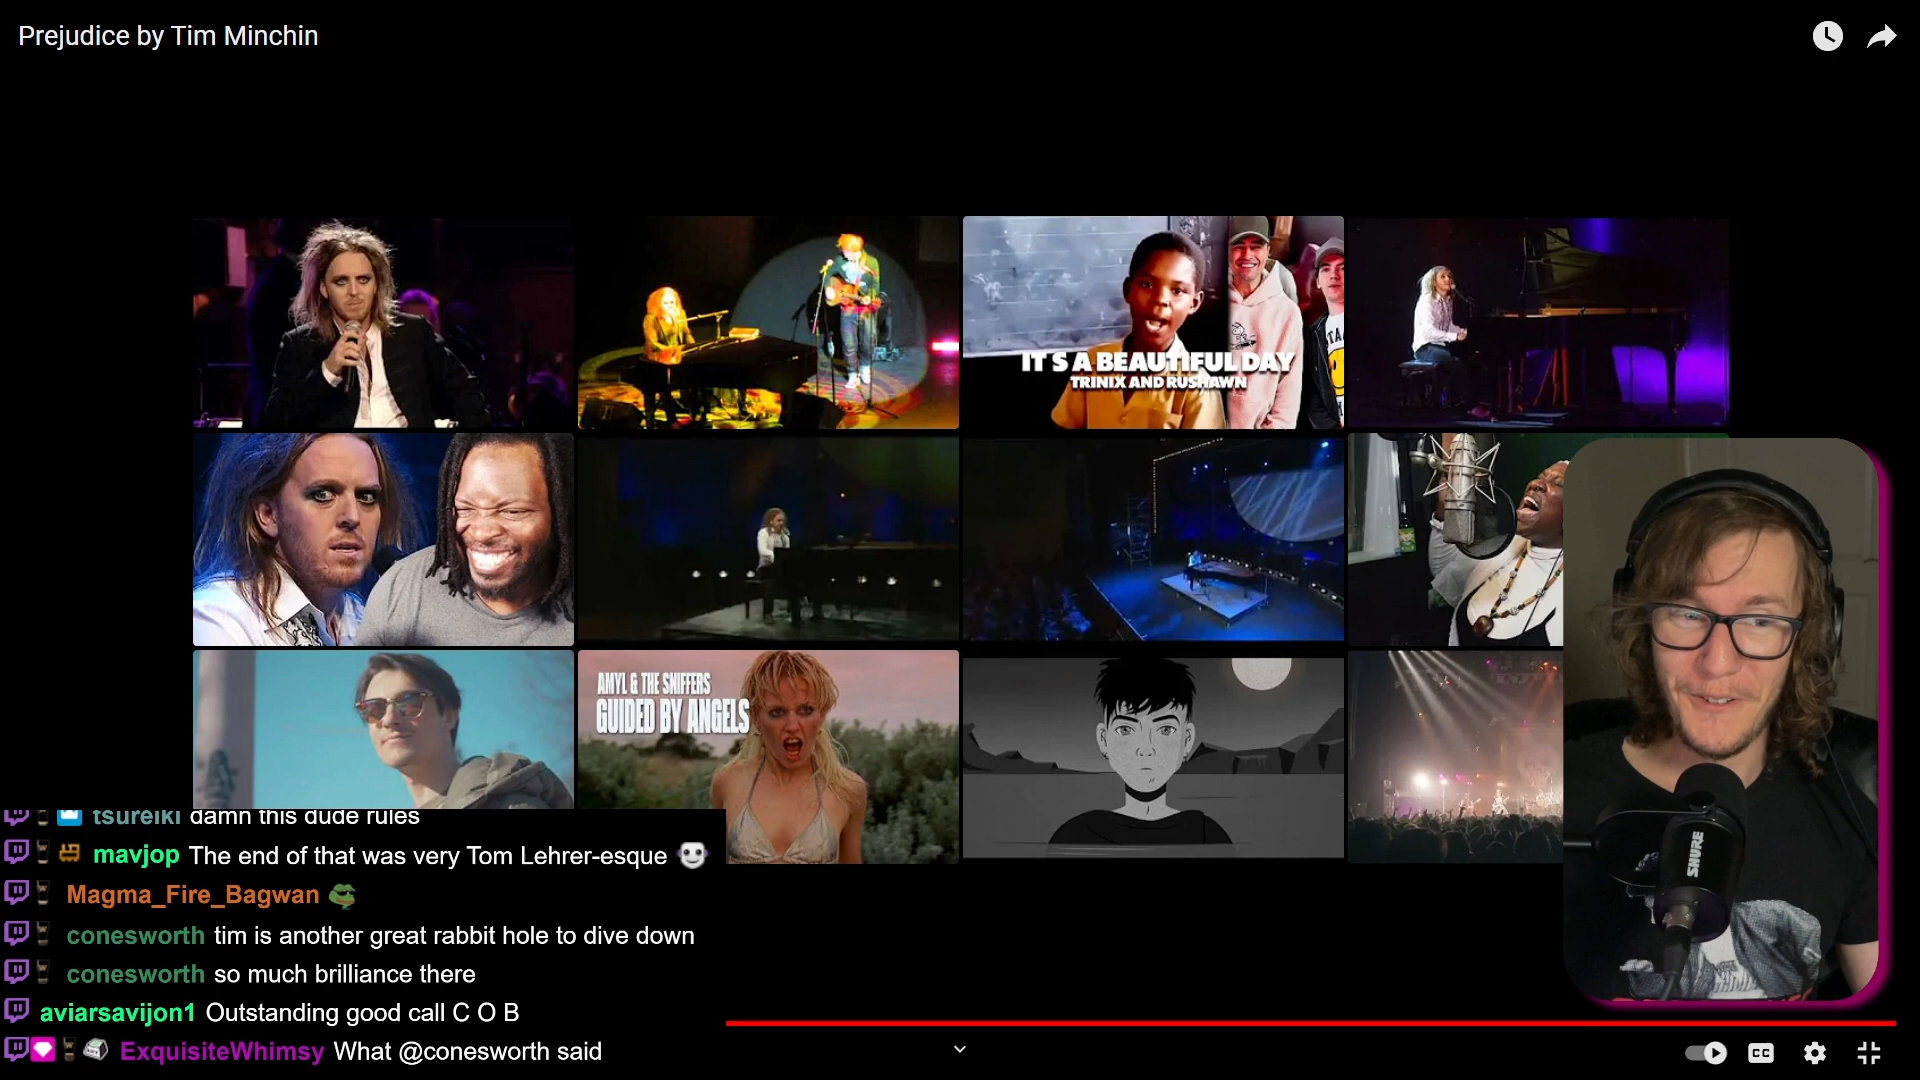 Prejudice by Tim Minchin
IT'S A BEAUTIFUL DAY
TRINIX AND RUSHAWN
AMYL & THE SNIFFERS
GUIDED BY ANGELS
tsureiki damn this dude rules
mavjop The end of that was very Tom Lehrer-esque
Magma_Fire_Bagwan
conesworth tim is another great rabbit hole to dive down
conesworth so much brilliance there
aviarsavijon1 Outstanding good call C O B
ExquisiteWhimsy What @conesworth said
SHURE
CC